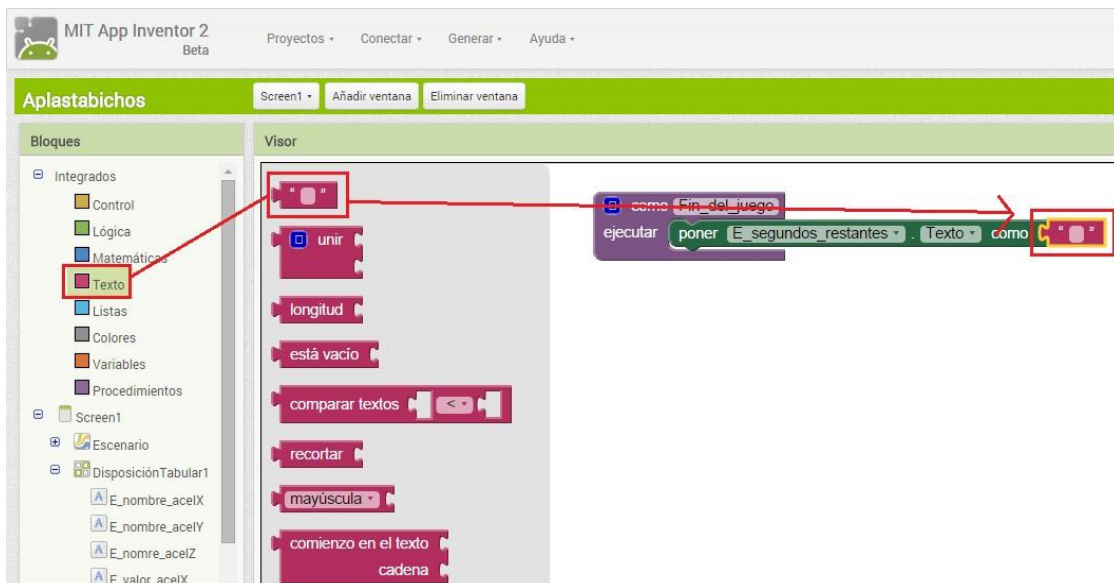 MIT App Inventor 2
Beta
Proyectos
Conectar
Generar
Ayuda
Aplastabichos
Screen1
Añadir ventana
Eliminar ventana
Bloques
Visor
Integrados
Control
Lógica
Matemáticas
Texto
Listas
Colores
Variables
Procedimientos
Screen1
Escenario
DisposiciónTabular1
E_nombre_acelX
E_nombre_acelY
E_nomre_acelZ
E_valor_acelX
“ ”
unir
longitud
está vacío
comparar textos <
recortar
mayúscula
comienzo en el texto
cadena
como Fin_del_juego
ejecutar poner E_segundos_restantes . Texto como “ ”